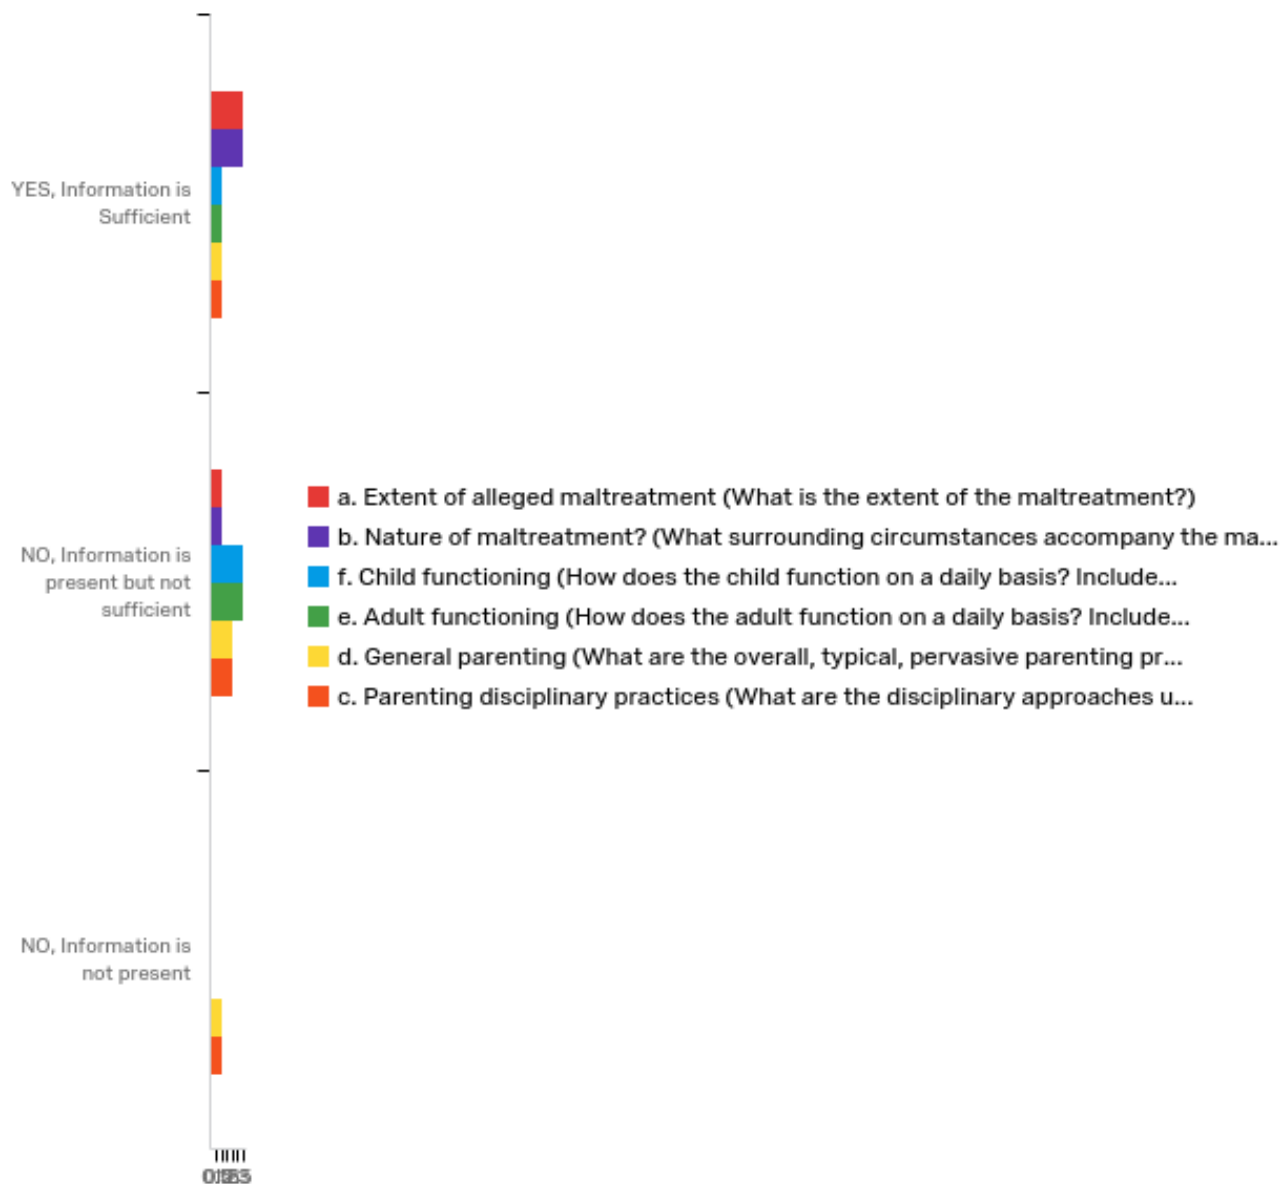 YES, Information is
Sufficient
NO, Information is
present but not
sufficient
a. Extent of alleged maltreatment (What is the extent of the maltreatment?)
b. Nature of maltreatment? (What surrounding circumstances accompany the ma...
f. Child functioning (How does the child function on a daily basis? Include...
e. Adult functioning (How does the adult function on a daily basis? Include...
d. General parenting (What are the overall, typical, pervasive parenting pr...
c. Parenting disciplinary practices (What are the disciplinary approaches u...
NO, Information is
not present